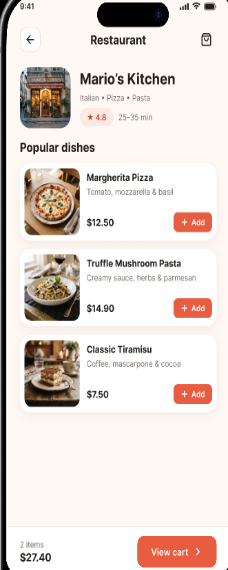 9:41
Restaurant
Mario's Kitchen
Italian • Pizza • Pasta
★ 4.8 25–35 min
Popular dishes
Margherita Pizza
Tomato, mozzarella & basil
$12.50 + Add
Truffle Mushroom Pasta
Creamy sauce, herbs & parmesan
$14.90 + Add
Classic Tiramisu
Coffee, mascarpone & cocoa
$7.50 + Add
2 items
$27.40 View cart >